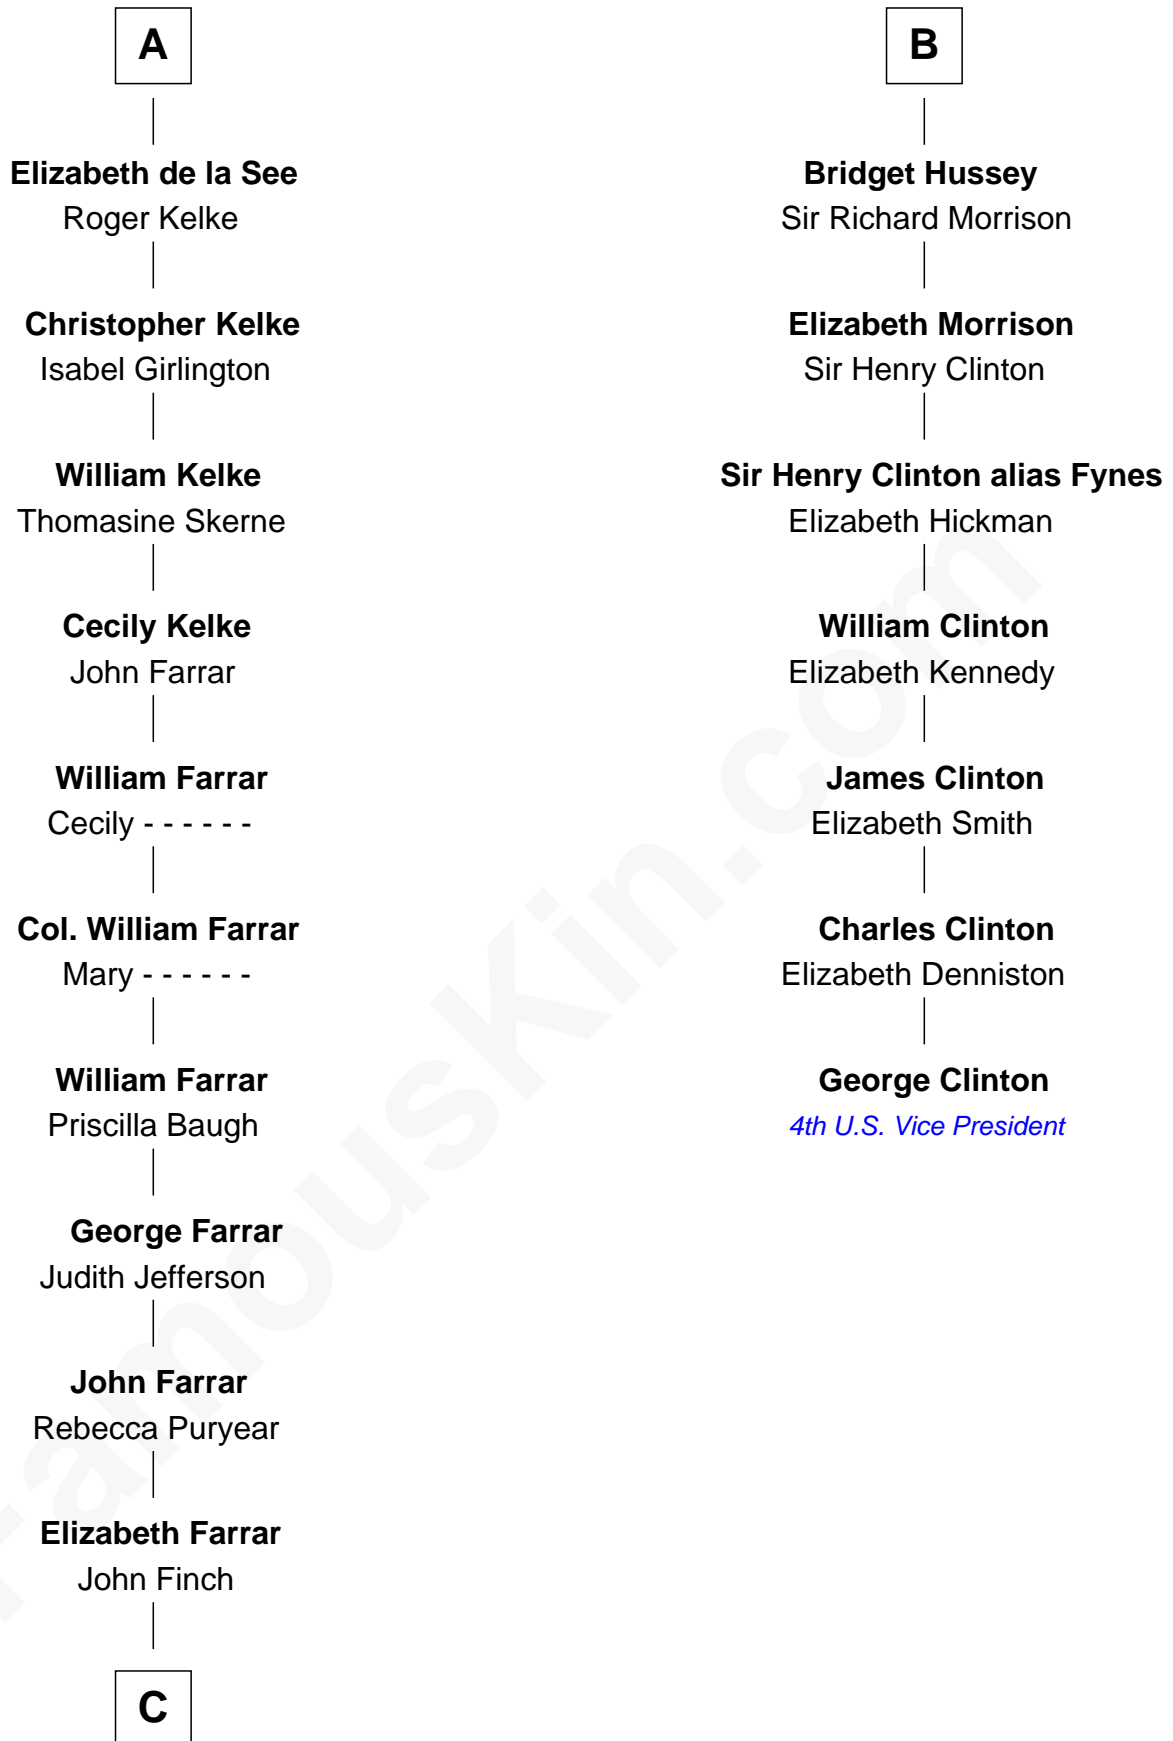 A
Elizabeth de la See
Roger Kelke
Christopher Kelke
Isabel Girlington
William Kelke
Thomasine Skerne
Cecily Kelke
John Farrar
William Farrar
Cecily - - - - - -
Col. William Farrar
Mary - - - - - -
William Farrar
Priscilla Baugh
George Farrar
Judith Jefferson
John Farrar
Rebecca Puryear
Elizabeth Farrar
John Finch
C
B
Bridget Hussey
Sir Richard Morrison
Elizabeth Morrison
Sir Henry Clinton
Sir Henry Clinton alias Fynes
Elizabeth Hickman
William Clinton
Elizabeth Kennedy
James Clinton
Elizabeth Smith
Charles Clinton
Elizabeth Denniston
George Clinton
4th U.S. Vice President
FamousKin.com